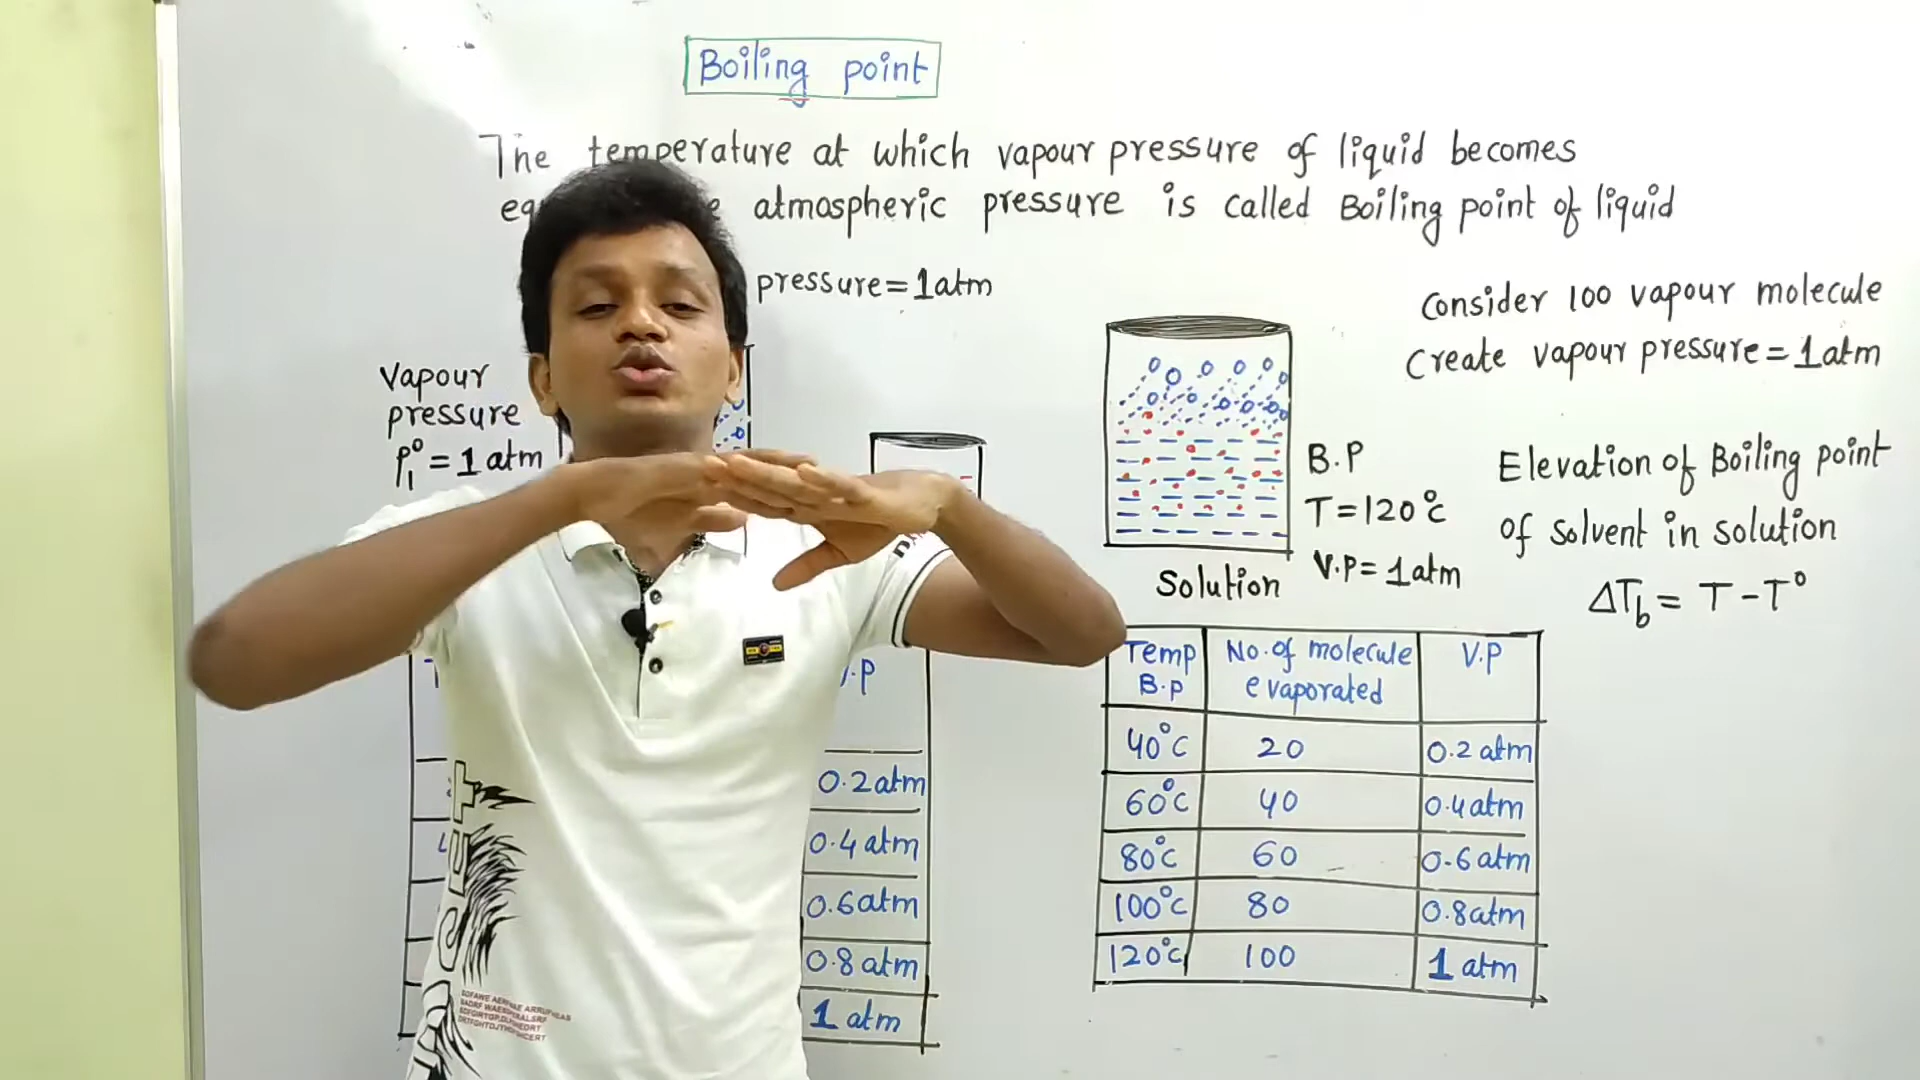 Boiling point
The temperature at which vapour pressure of liquid becomes
atmospheric pressure is called Boiling point of liquid
pressure = 1atm
Consider 100 vapour molecule
Create vapour pressure = 1atm
Vapour
pressure
p₁° = 1 atm
B.P
T = 120°C
V.P = 1atm
Solution
Elevation of Boiling point
of solvent in solution
ΔT_b = T - T°
.P
0.2 atm
0.4 atm
0.6 atm
0.8 atm
1 atm
Temp B.p No. of molecule evaporated V.P
40°C 20 0.2 atm
60°C 40 0.4 atm
80°C 60 0.6 atm
100°C 80 0.8 atm
120°C 100 1 atm